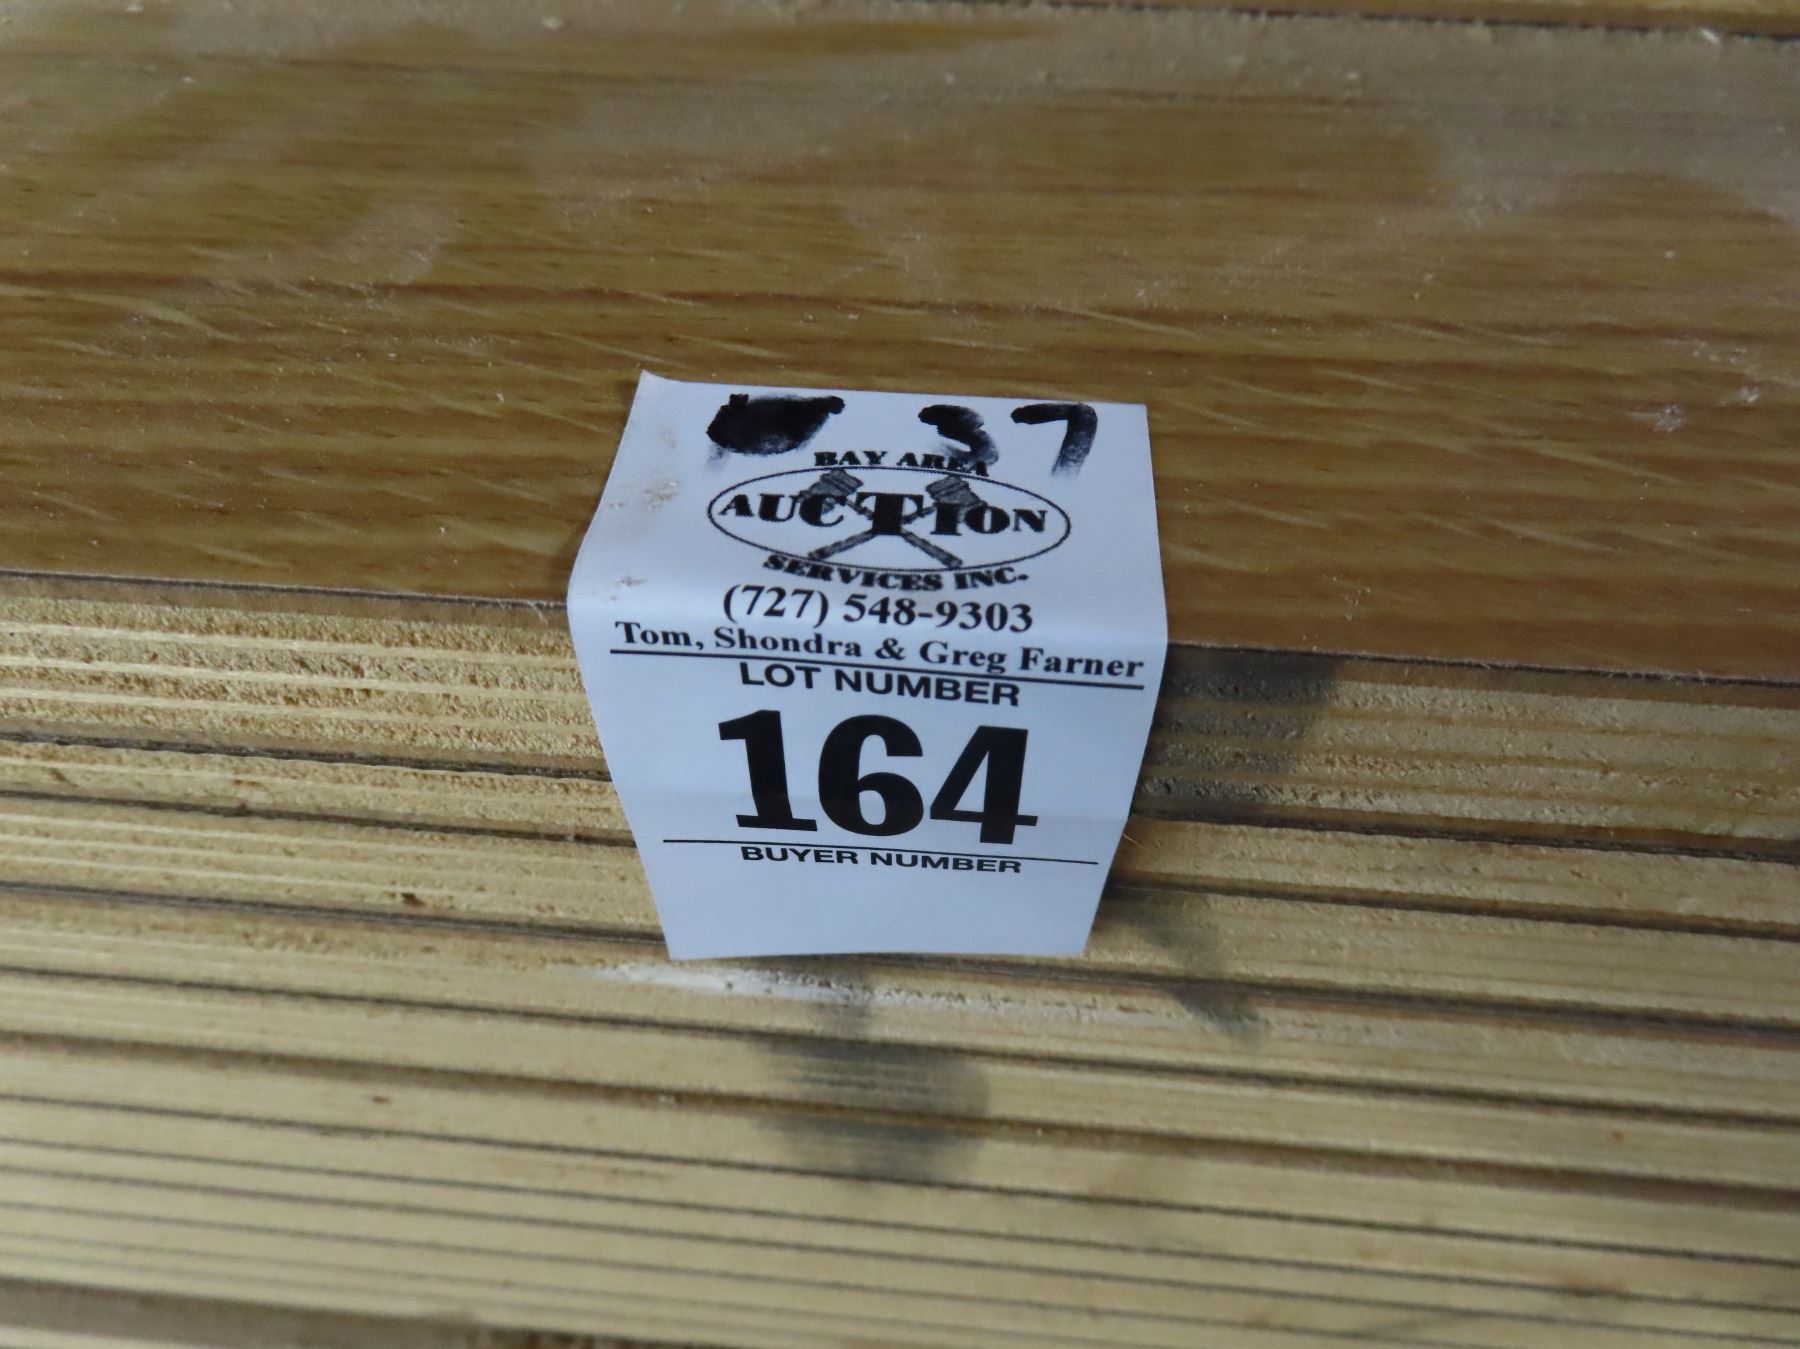 37
BAY AREA
AUCTION
SERVICES INC.
(727) 548-9303
Tom, Shondra & Greg Farner
LOT NUMBER
164
BUYER NUMBER